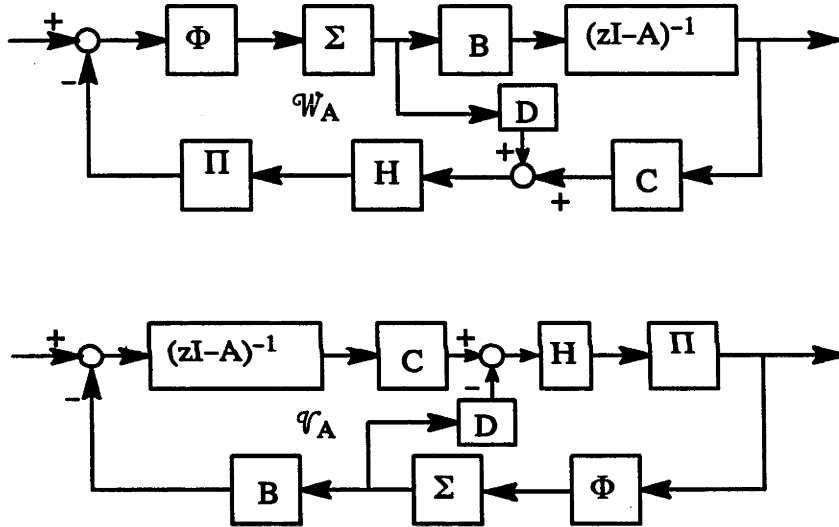 + Φ Σ B (zI–A)⁻¹
–
𝒲A D
+
Π H C
+
+ (zI–A)⁻¹ C + H Π
– –
𝒱A D
B Σ Φ